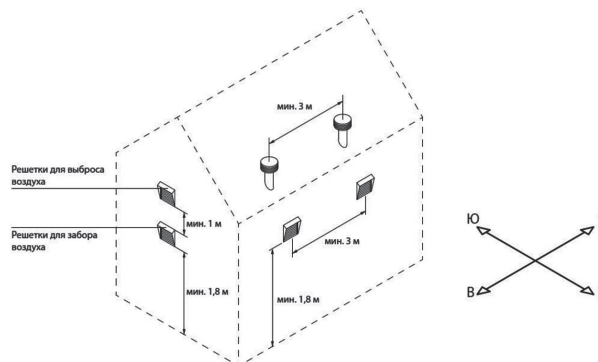 мин. 3 м
Решетки для выброса
воздуха
Решетки для забора
воздуха
мин. 1 м
мин. 3 м
мин. 1,8 м
мин. 1,8 м
Ю
В